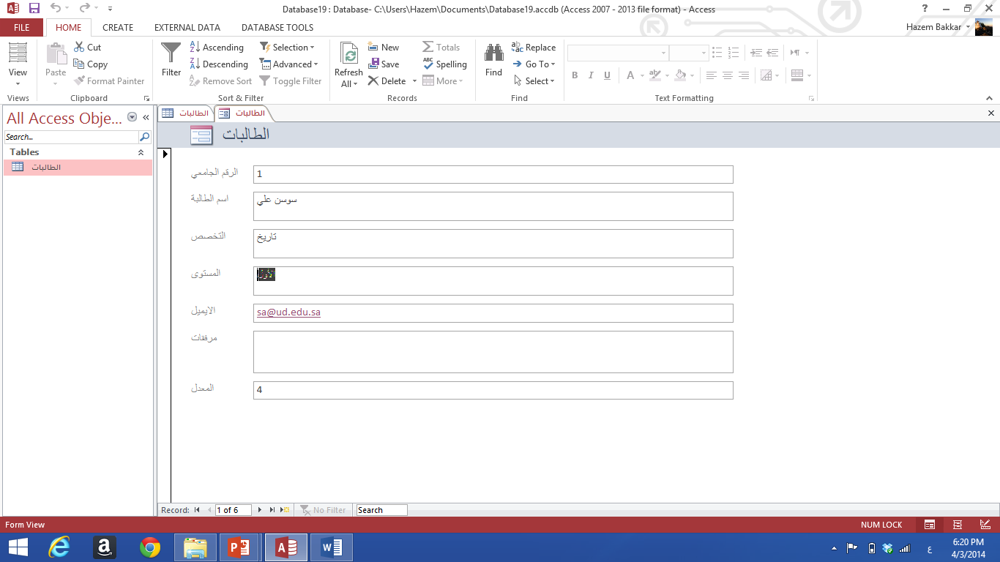 Database19 : Database- C:\Users\Hazem\Documents\Database19.accdb (Access 2007 - 2013 file format) - Access
FILE HOME CREATE EXTERNAL DATA DATABASE TOOLS Hazem Bakkar
View
Views
Paste
Cut
Copy
Format Painter
Clipboard
Filter
Ascending
Descending
Remove Sort
Selection
Advanced
Toggle Filter
Sort & Filter
Refresh
All
New
Save
Delete
Totals
Spelling
More
Records
Find
Replace
Go To
Select
Find
B I U A
Text Formatting
All Access Obje...
Search...
Tables
الطالبات
الطالبات
الطالبات
الطالبات
الرقم الجامعي
1
اسم الطالبة
سوسن علي
التخصص
تاريخ
المستوى
الأول
الايميل
sa@ud.edu.sa
مرفقات
المعدل
4
Record: 1 of 6 No Filter Search
Form View NUM LOCK
ع
6:20 PM
4/3/2014